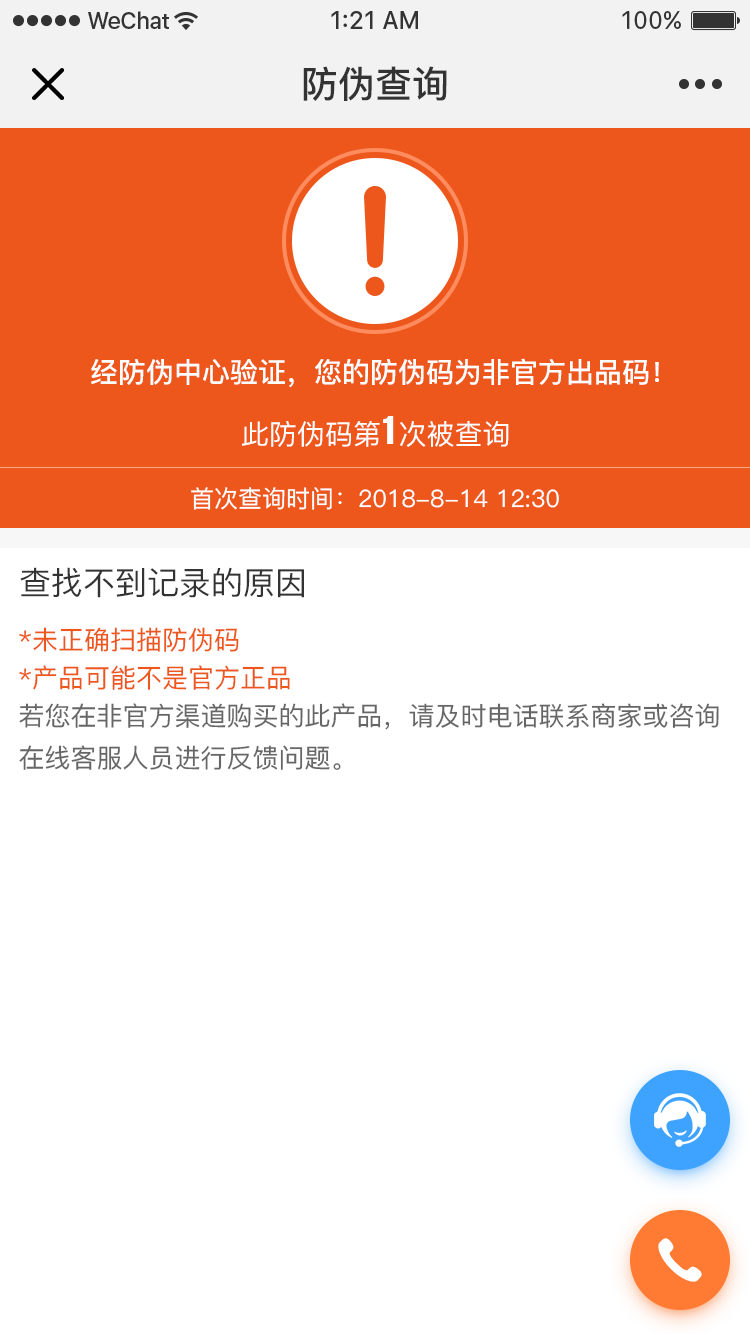 WeChat 1:21 AM 100%
防伪查询
经防伪中心验证，您的防伪码为非官方出品码！
此防伪码第1次被查询
首次查询时间：2018-8-14 12:30
查找不到记录的原因
*未正确扫描防伪码
*产品可能不是官方正品
若您在非官方渠道购买的此产品，请及时电话联系商家或咨询
在线客服人员进行反馈问题。